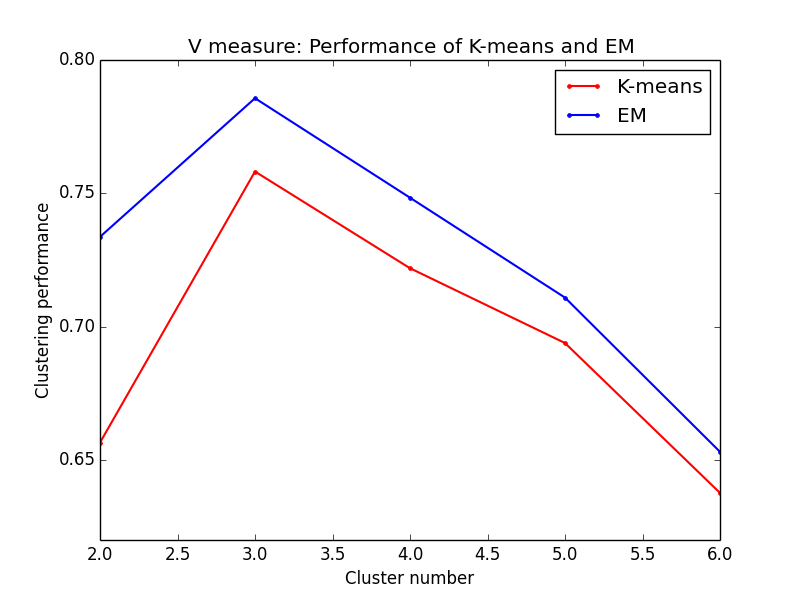 V measure: Performance of K-means and EM
K-means
EM
0.80
0.75
0.70
0.65
Clustering performance
2.0 2.5 3.0 3.5 4.0 4.5 5.0 5.5 6.0
Cluster number